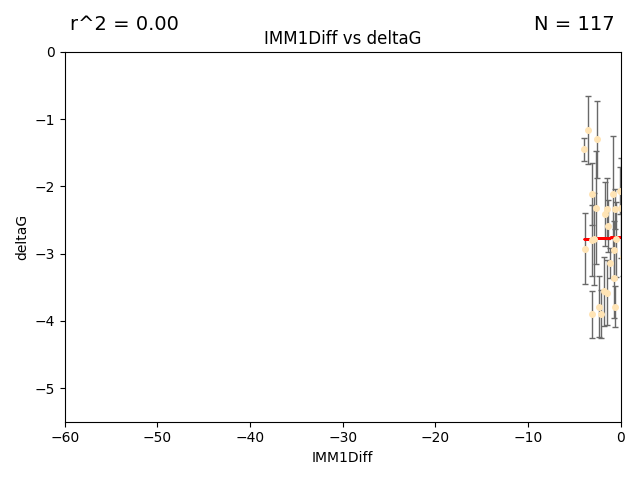 r^2 = 0.00
N = 117
IMM1Diff vs deltaG
0
−1
−2
−3
−4
−5
deltaG
−60 −50 −40 −30 −20 −10 0
IMM1Diff